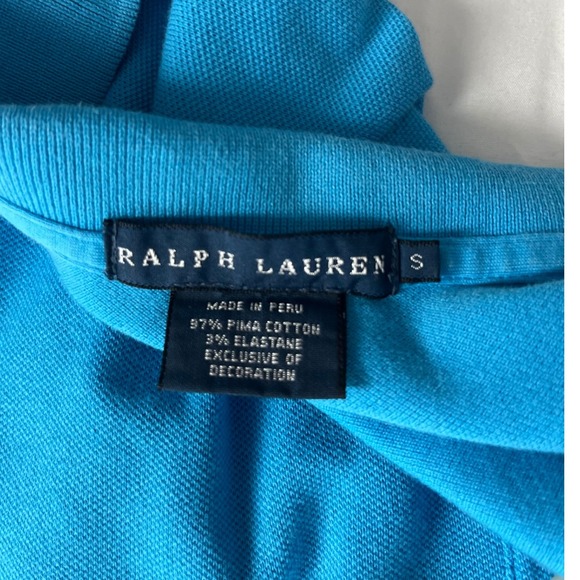 RALPH LAUREN
S
MADE IN PERU
97% PIMA COTTON
3% ELASTANE
EXCLUSIVE OF
DECORATION